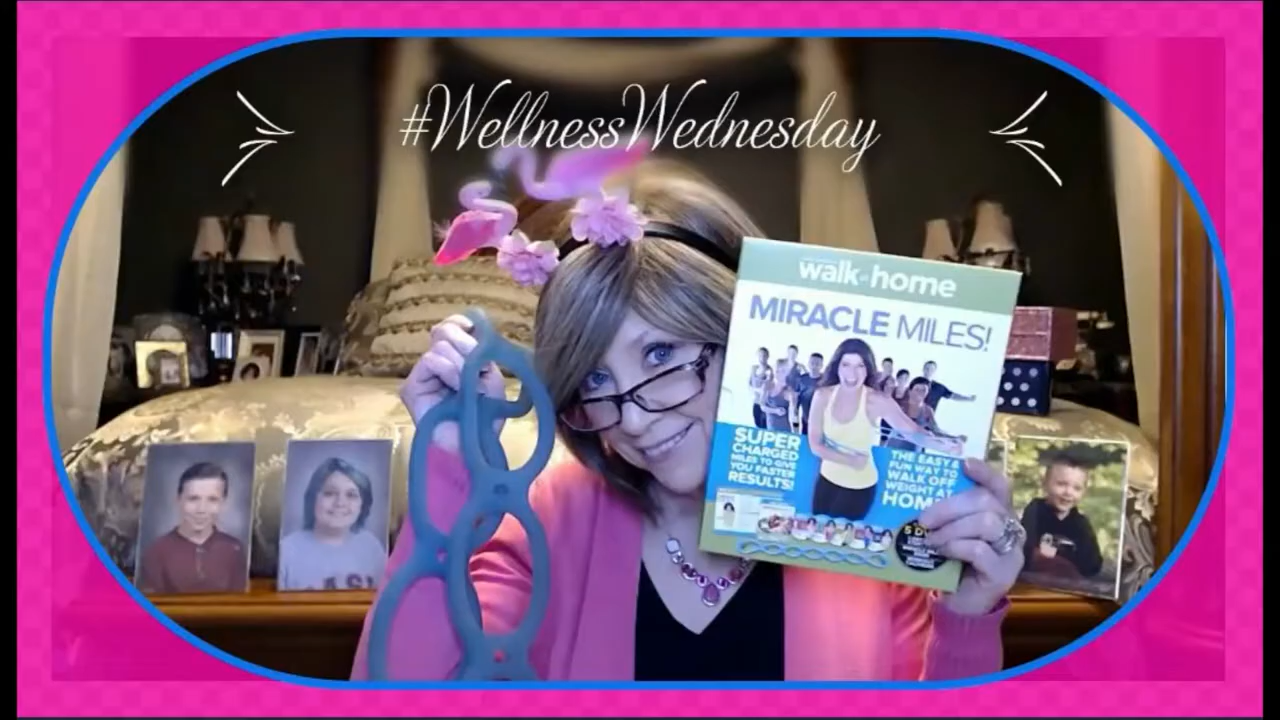 #WellnessWednesday
walk at home
MIRACLE MILES!
SUPER
CHARGED
MILES TO GIVE
YOU FASTER
RESULTS!
THE EASY &
FUN WAY TO
WALK OFF
WEIGHT AT
HOM